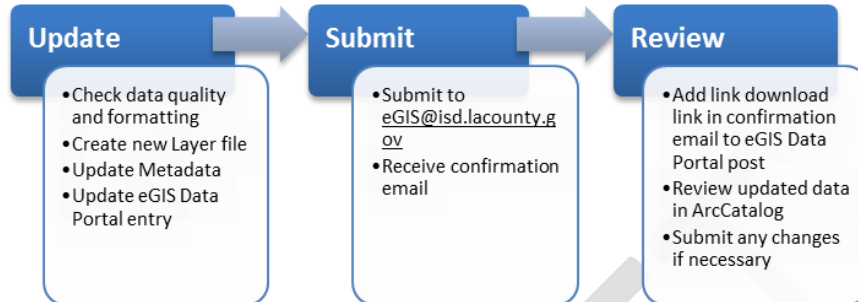 Update
•Check data quality
and formatting
•Create new Layer file
•Update Metadata
•Update eGIS Data
Portal entry
Submit
•Submit to
eGIS@isd.lacounty.g
ov
•Receive confirmation
email
Review
•Add link download
link in confirmation
email to eGIS Data
Portal post
•Review updated data
in ArcCatalog
•Submit any changes
if necessary